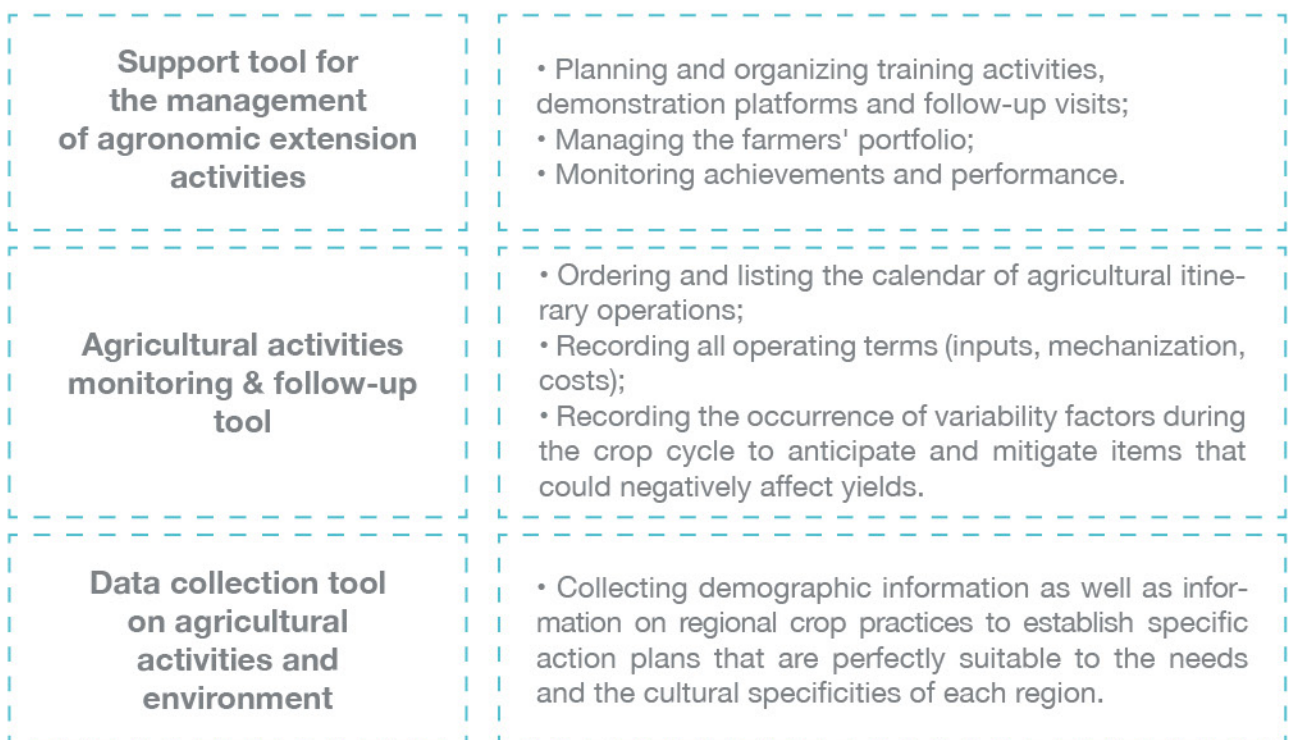 Support tool for
the management
of agronomic extension
activities
• Planning and organizing training activities,
demonstration platforms and follow-up visits;
• Managing the farmers' portfolio;
• Monitoring achievements and performance.
Agricultural activities
monitoring & follow-up
tool
• Ordering and listing the calendar of agricultural itine-
rary operations;
• Recording all operating terms (inputs, mechanization,
costs);
• Recording the occurrence of variability factors during
the crop cycle to anticipate and mitigate items that
could negatively affect yields.
Data collection tool
on agricultural
activities and
environment
• Collecting demographic information as well as infor-
mation on regional crop practices to establish specific
action plans that are perfectly suitable to the needs
and the cultural specificities of each region.